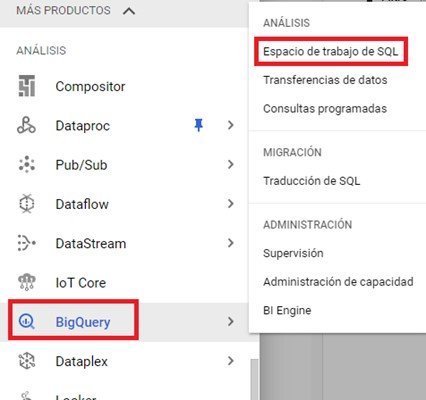 MÁS PRODUCTOS
ANÁLISIS
Compositor
Dataproc
Pub/Sub
Dataflow
DataStream
IoT Core
BigQuery
Dataplex
Looker
ANÁLISIS
Espacio de trabajo de SQL
Transferencias de datos
Consultas programadas
MIGRACIÓN
Traducción de SQL
ADMINISTRACIÓN
Supervisión
Administración de capacidad
BI Engine